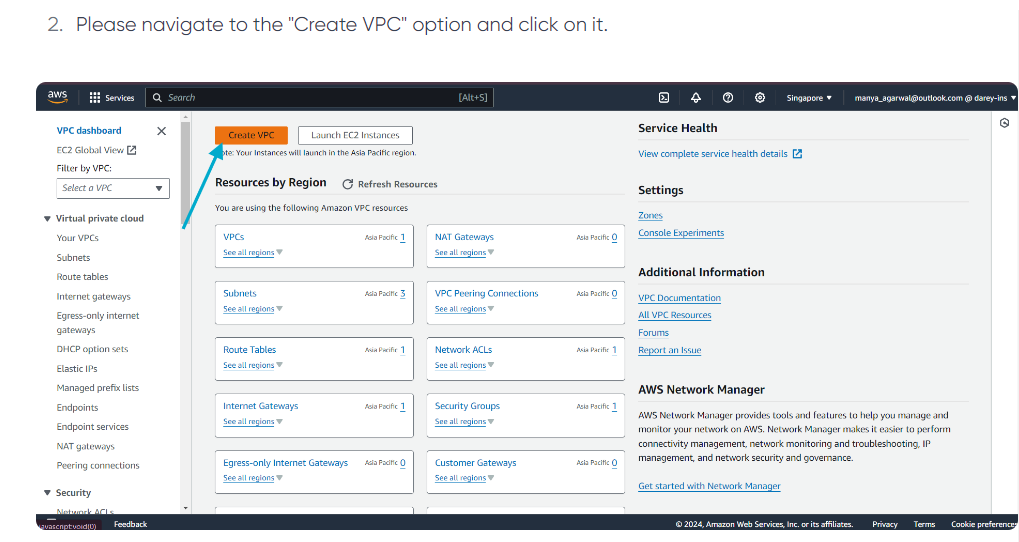 2. Please navigate to the "Create VPC" option and click on it.
aws
Services
Search
[Alt+S]
Singapore
manya_agarwal@outlook.com @ darey-ins
VPC dashboard
EC2 Global View
Filter by VPC:
Select a VPC
Virtual private cloud
Your VPCs
Subnets
Route tables
Internet gateways
Egress-only internet
gateways
DHCP option sets
Elastic IPs
Managed prefix lists
Endpoints
Endpoint services
NAT gateways
Peering connections
Security
Network ACLs
Create VPC
Launch EC2 Instances
ote: Your Instances will launch in the Asia Pacific region.
Resources by Region
Refresh Resources
You are using the following Amazon VPC resources
VPCs Asia Pacific 1
See all regions
NAT Gateways Asia Pacific 0
See all regions
Subnets Asia Pacific 3
See all regions
VPC Peering Connections Asia Pacific 0
See all regions
Route Tables Asia Pacific 1
See all regions
Network ACLs Asia Pacific 1
See all regions
Internet Gateways Asia Pacific 1
See all regions
Security Groups Asia Pacific 1
See all regions
Egress-only Internet Gateways Asia Pacific 0
See all regions
Customer Gateways Asia Pacific 0
See all regions
Service Health
View complete service health details
Settings
Zones
Console Experiments
Additional Information
VPC Documentation
All VPC Resources
Forums
Report an Issue
AWS Network Manager
AWS Network Manager provides tools and features to help you manage and
monitor your network on AWS. Network Manager makes it easier to perform
connectivity management, network monitoring and troubleshooting, IP
management, and network security and governance.
Get started with Network Manager
javascript:void(0)
Feedback
© 2024, Amazon Web Services, Inc. or its affiliates.
Privacy
Terms
Cookie preferences